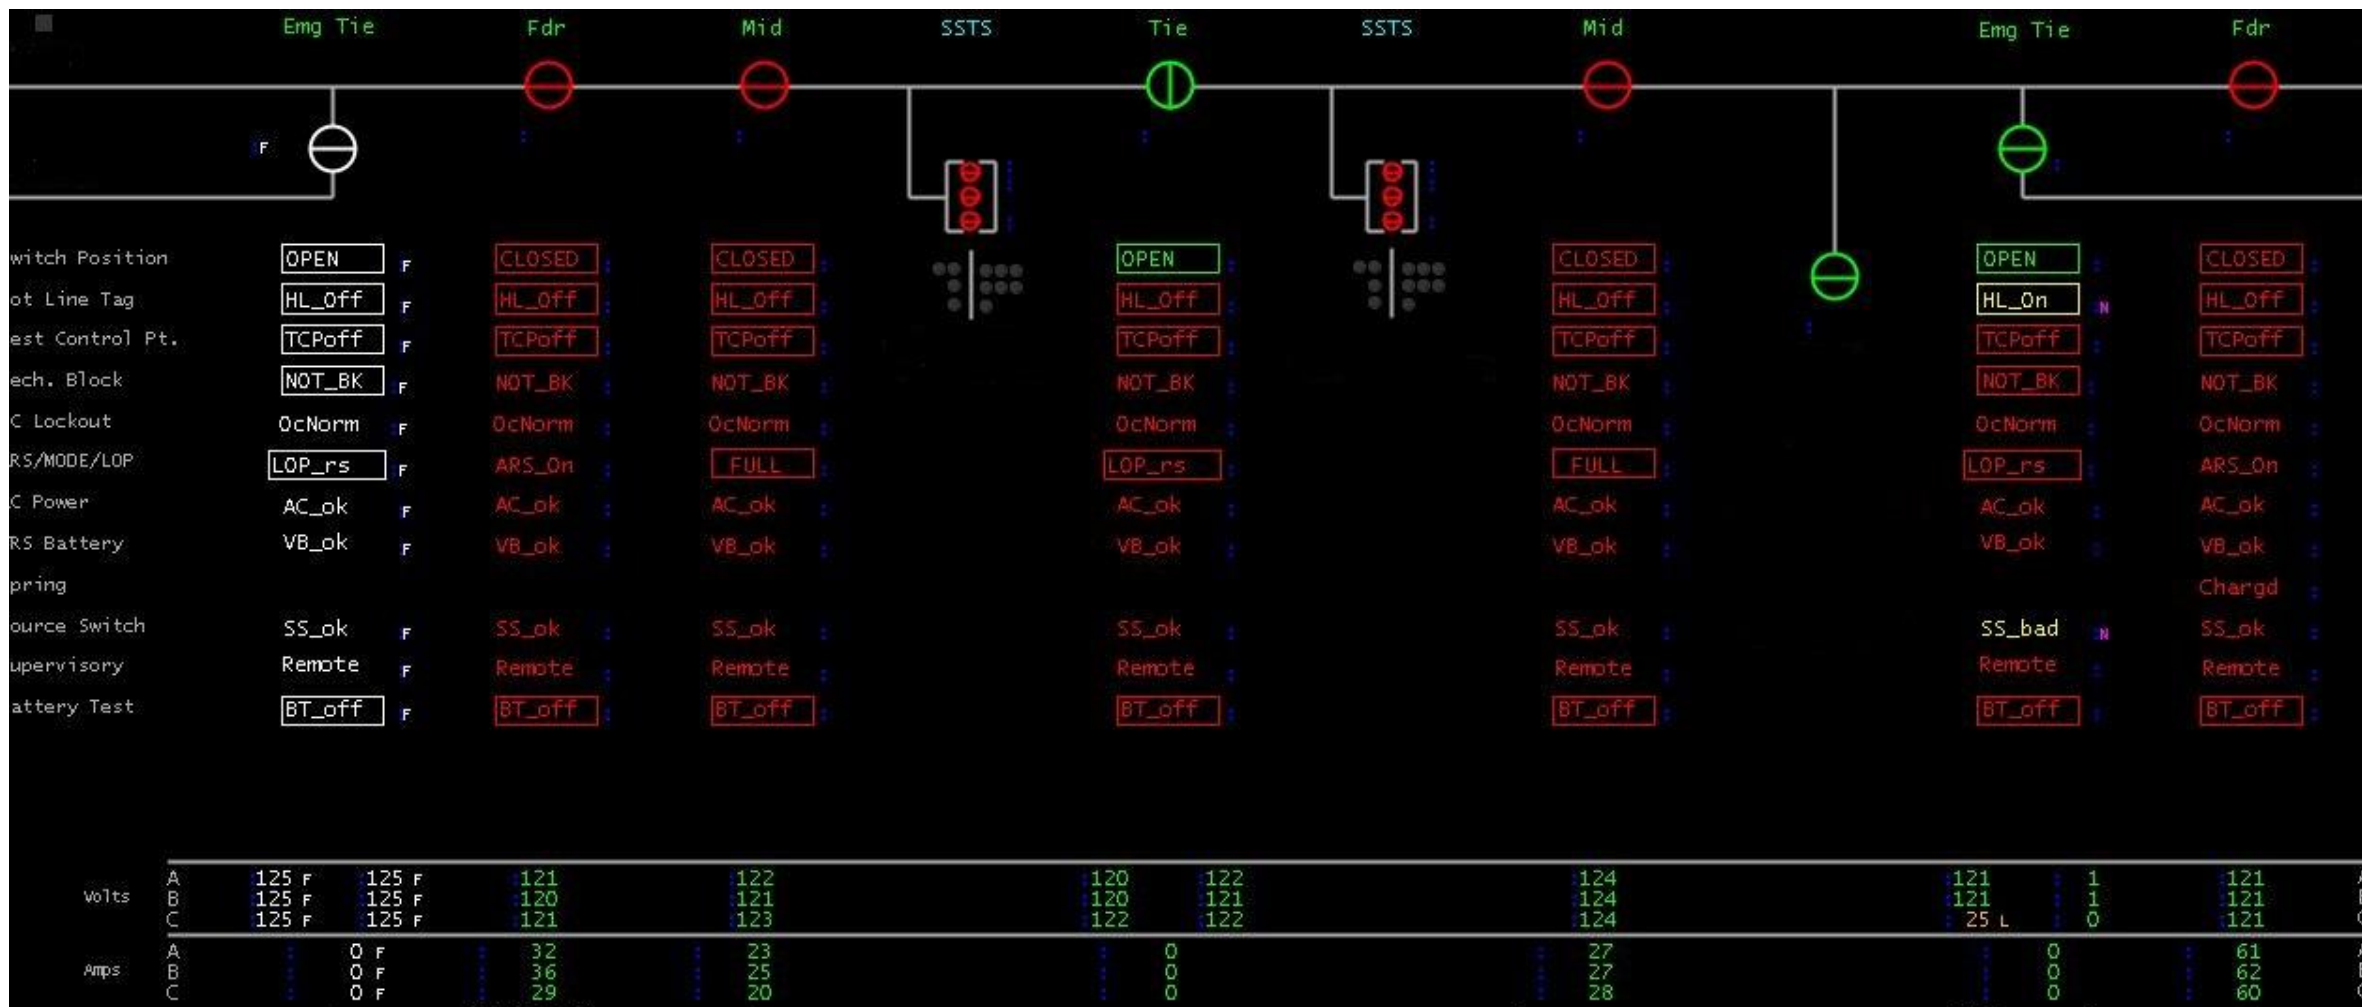 Emg Tie Fdr Mid SSTS Tie SSTS Mid Emg Tie Fdr
F
witch Position OPEN F CLOSED CLOSED OPEN CLOSED OPEN CLOSED
ot Line Tag HL_Off F HL_Off HL_Off HL_Off HL_Off HL_On N HL_Off
est Control Pt. TCPoff F TCPoff TCPoff TCPoff TCPoff TCPoff TCPoff
ech. Block NOT_BK F NOT_BK NOT_BK NOT_BK NOT_BK NOT_BK NOT_BK
C Lockout OcNorm F OcNorm OcNorm OcNorm OcNorm OcNorm OcNorm
RS/MODE/LOP LOP_rs F ARS_On FULL LOP_rs FULL LOP_rs ARS_On
C Power AC_ok F AC_ok AC_ok AC_ok AC_ok AC_ok AC_ok
RS Battery VB_ok F VB_ok VB_ok VB_ok VB_ok VB_ok VB_ok
pring Chargd
ource Switch SS_ok F SS_ok SS_ok SS_ok SS_ok SS_bad N SS_ok
upervisory Remote F Remote Remote Remote Remote Remote Remote
attery Test BT_off F BT_off BT_off BT_off BT_off BT_off BT_off
A 125 F 125 F 121 122 120 122 124 121 1 121
Volts B 125 F 125 F 120 121 120 121 124 121 1 121
C 125 F 125 F 121 123 122 122 124 25 L 0 121
A 0 F 32 23 0 27 0 61
Amps B 0 F 36 25 0 27 0 62
C 0 F 29 20 0 28 0 60